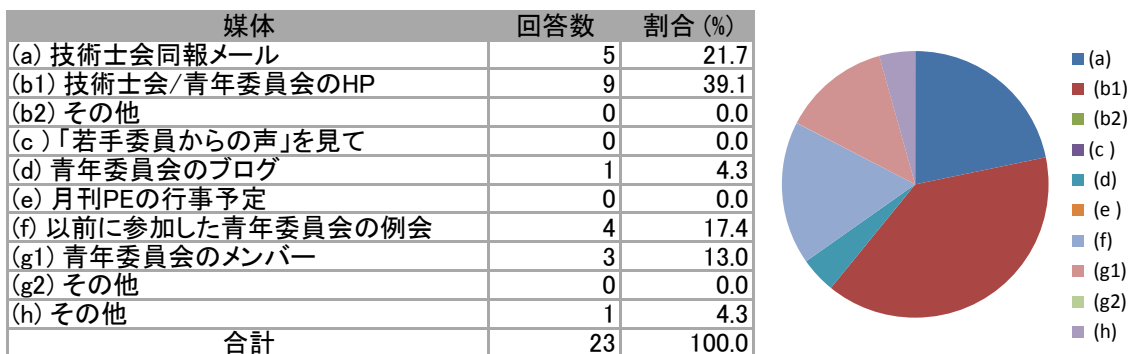 媒体 回答数 割合 (%)
(a) 技術士会同報メール 5 21.7
(b1) 技術士会/青年委員会のHP 9 39.1
(b2) その他 0 0.0
(c ) 「若手委員からの声」を見て 0 0.0
(d) 青年委員会のブログ 1 4.3
(e) 月刊PEの行事予定 0 0.0
(f) 以前に参加した青年委員会の例会 4 17.4
(g1) 青年委員会のメンバー 3 13.0
(g2) その他 0 0.0
(h) その他 1 4.3
合計 23 100.0
(a)
(b1)
(b2)
(c )
(d)
(e )
(f)
(g1)
(g2)
(h)